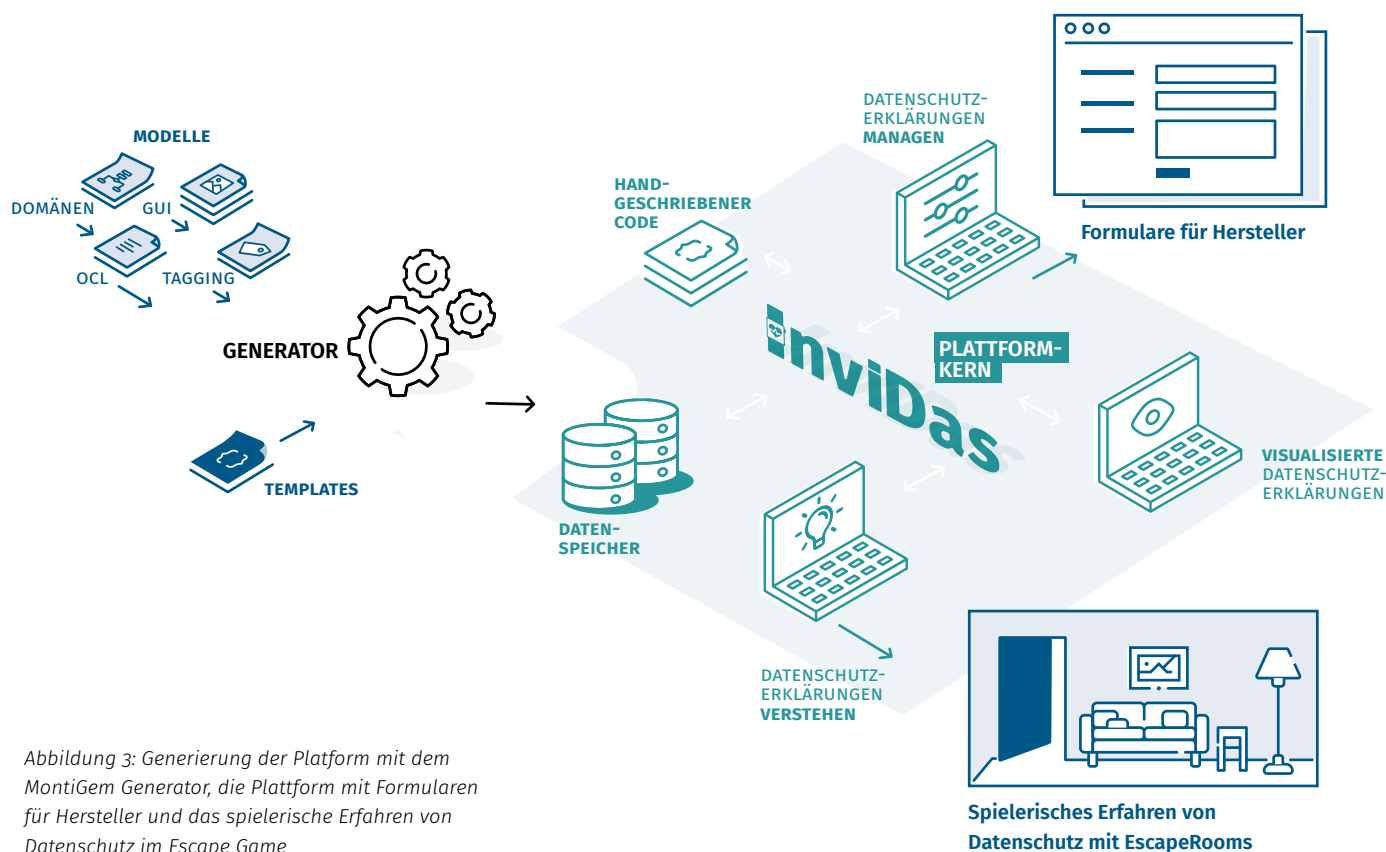 MODELLE
DOMÄNEN
GUI
OCL
TAGGING
GENERATOR
TEMPLATES
HAND-
GESCHRIEBENER
CODE
DATENSCHUTZ-
ERKLÄRUNGEN
MANAGEN
Formulare für Hersteller
inviDas
PLATTFORM-
KERN
VISUALISIERTE
DATENSCHUTZ-
ERKLÄRUNGEN
DATEN-
SPEICHER
DATENSCHUTZ-
ERKLÄRUNGEN
VERSTEHEN
Spielerisches Erfahren von
Datenschutz mit EscapeRooms
Abbildung 3: Generierung der Platform mit dem
MontiGem Generator, die Plattform mit Formularen
für Hersteller und das spielerische Erfahren von
Datenschutz im Escape Game